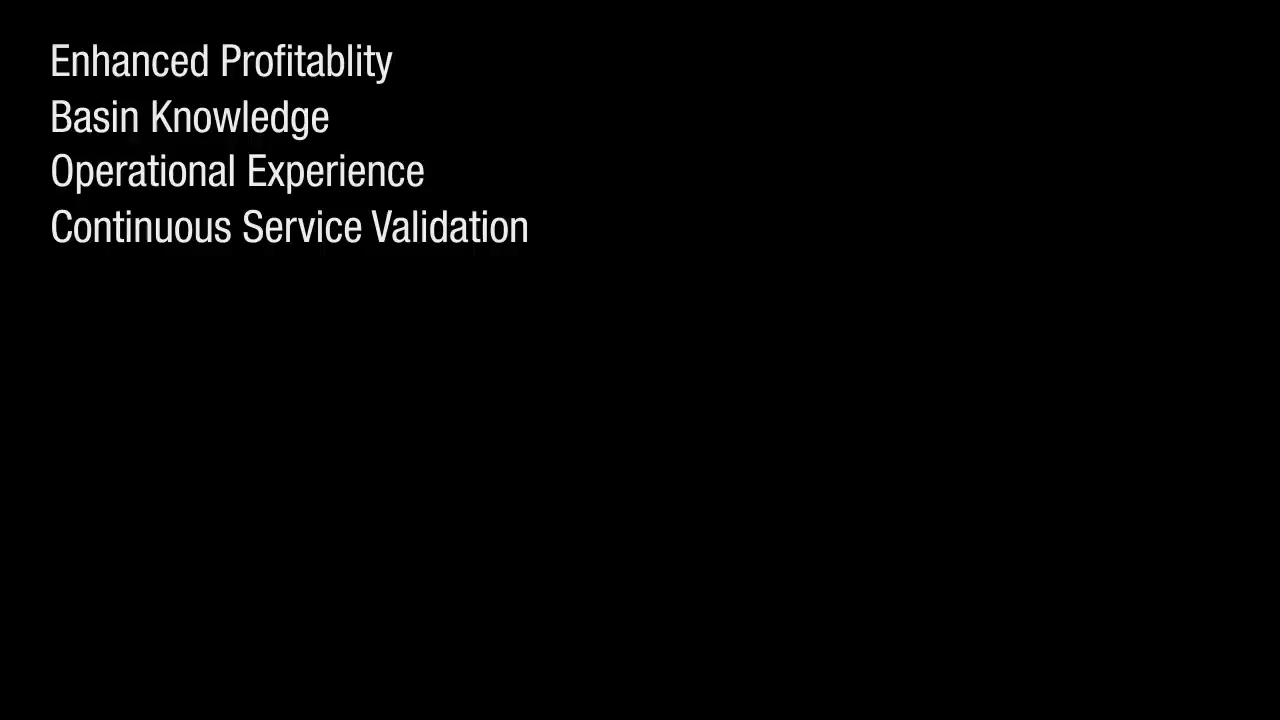 Enhanced Profitablity
Basin Knowledge
Operational Experience
Continuous Service Validation